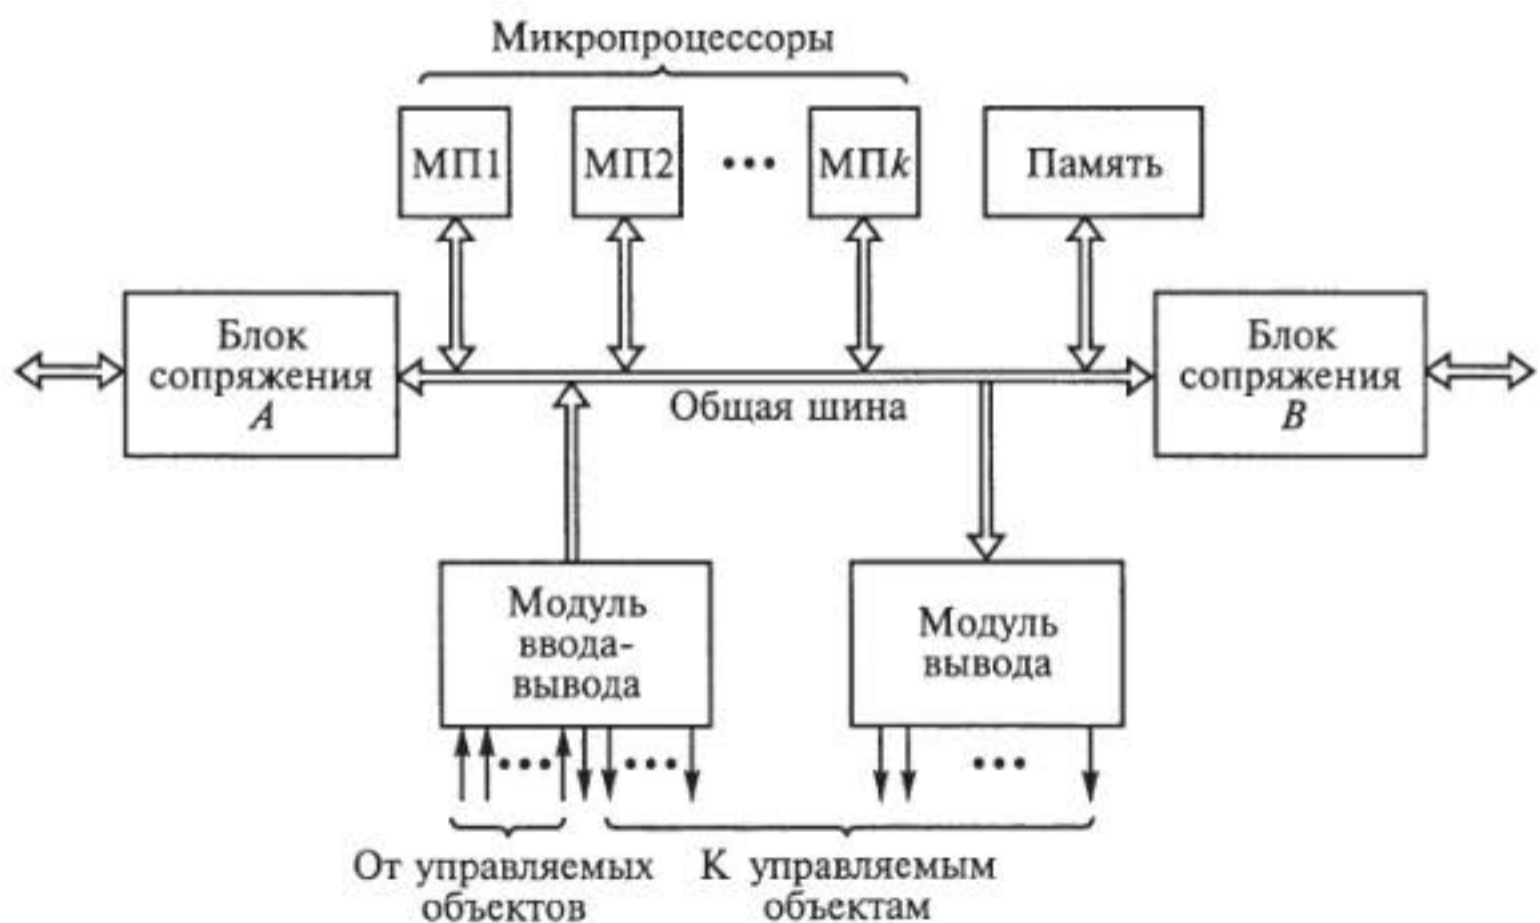 Микропроцессоры
МП1
МП2
•••
МПk
Память
Блок
сопряжения
A
Общая шина
Блок
сопряжения
B
Модуль
ввода-
вывода
Модуль
вывода
•••
•••
•••
От управляемых
объектов
К управляемым
объектам